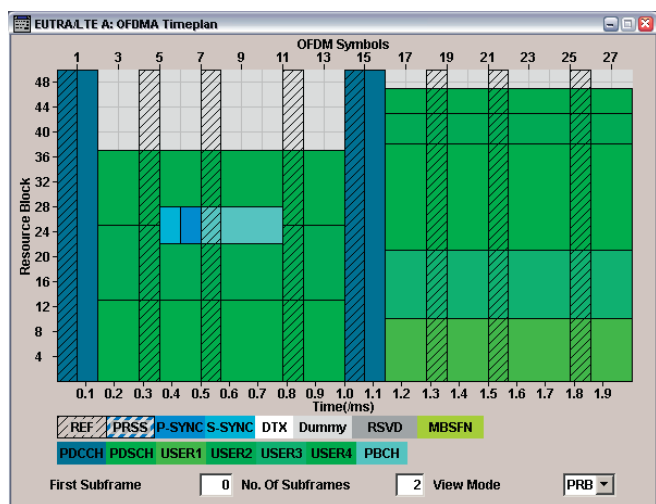 EUTRA/LTE A: OFDMA Timeplan
OFDM Symbols
1 3 5 7 9 11 13 15 17 19 21 23 25 27
Resource Block
48
44
40
36
32
28
24
20
16
12
8
4
0.1 0.2 0.3 0.4 0.5 0.6 0.7 0.8 0.9 1.0 1.1 1.2 1.3 1.4 1.5 1.6 1.7 1.8 1.9
Time(/ms)
REF PRSS P-SYNC S-SYNC DTX Dummy RSVD MBSFN
PDCCH PDSCH USER1 USER2 USER3 USER4 PBCH
First Subframe 0 No. Of Subframes 2 View Mode PRB